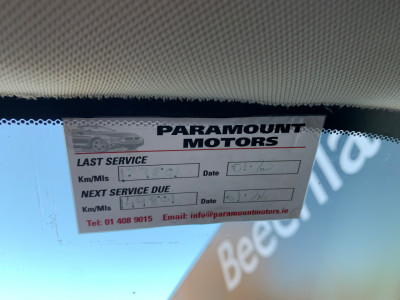 PARAMOUNT
MOTORS
LAST SERVICE
Km/Mls Date
NEXT SERVICE DUE
Km/Mls Date
Tel: 01 408 9015 Email: info@paramountmotors.ie